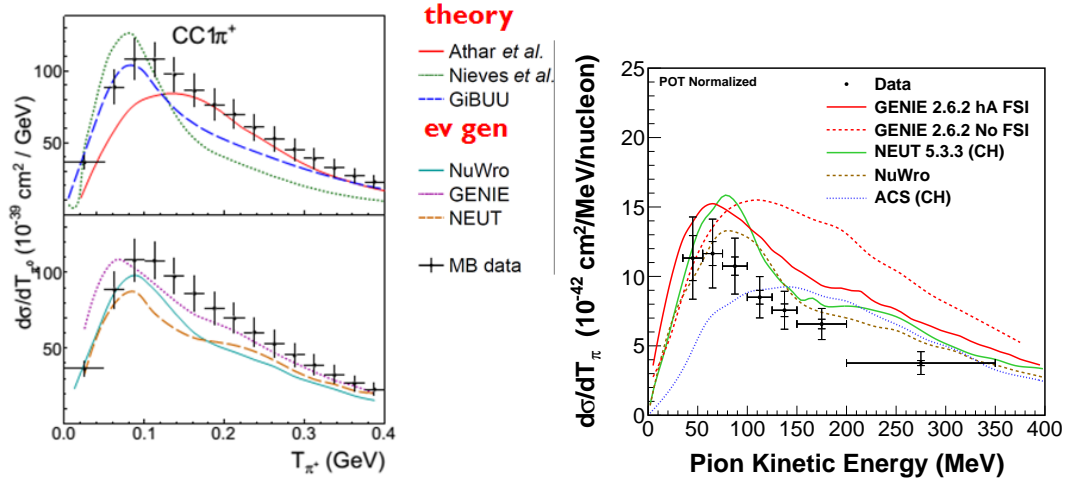 CC1π⁺
100
50
100
50
dσ/dTπ⁰ (10⁻³⁹ cm² / GeV)
0.0 0.1 0.2 0.3 0.4
Tπ⁺ (GeV)
theory
Athar et al.
Nieves et al.
GiBUU
ev gen
NuWro
GENIE
NEUT
MB data
POT Normalized
Data
GENIE 2.6.2 hA FSI
GENIE 2.6.2 No FSI
NEUT 5.3.3 (CH)
NuWro
ACS (CH)
25
20
15
10
5
0
dσ/dTπ (10⁻⁴² cm²/MeV/nucleon)
0 50 100 150 200 250 300 350 400
Pion Kinetic Energy (MeV)